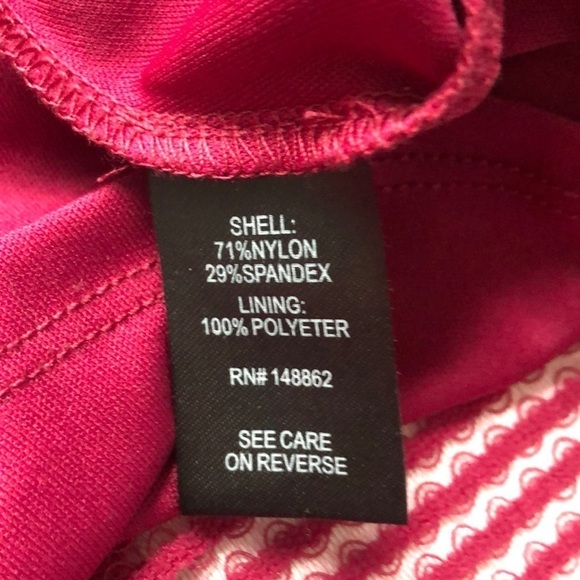 SHELL:
71%NYLON
29%SPANDEX
LINING:
100% POLYETER
RN# 148862
SEE CARE
ON REVERSE